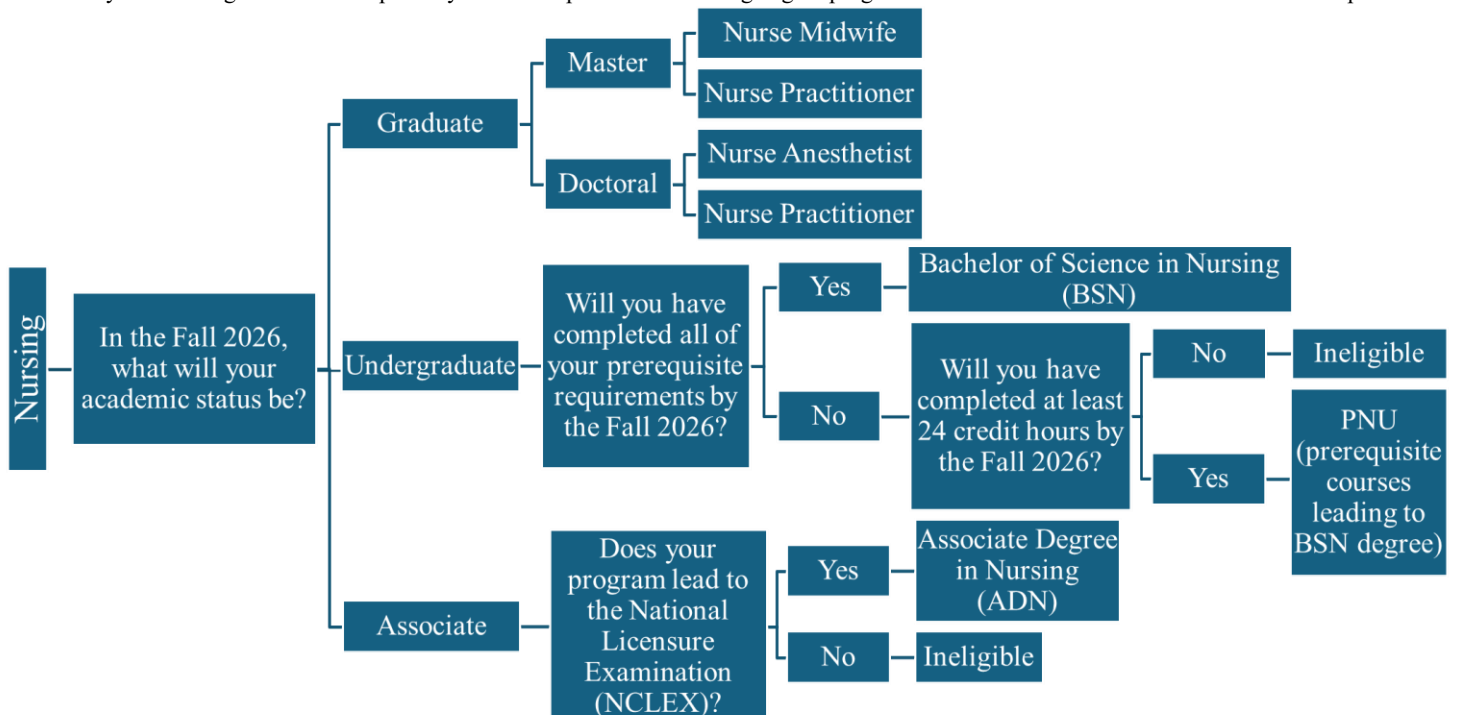 Nurse Midwife
Master
Nurse Practitioner
Graduate
Nurse Anesthetist
Doctoral
Nurse Practitioner
Nursing
In the Fall 2026,
what will your
academic status be?
Undergraduate
Will you have
completed all of
your prerequisite
requirements by
the Fall 2026?
Yes
Bachelor of Science in Nursing
(BSN)
No
Will you have
completed at least
24 credit hours by
the Fall 2026?
No
Ineligible
Yes
PNU
(prerequisite
courses
leading to
BSN degree)
Associate
Does your
program lead to
the National
Licensure
Examination
(NCLEX)?
Yes
Associate Degree
in Nursing
(ADN)
No
Ineligible